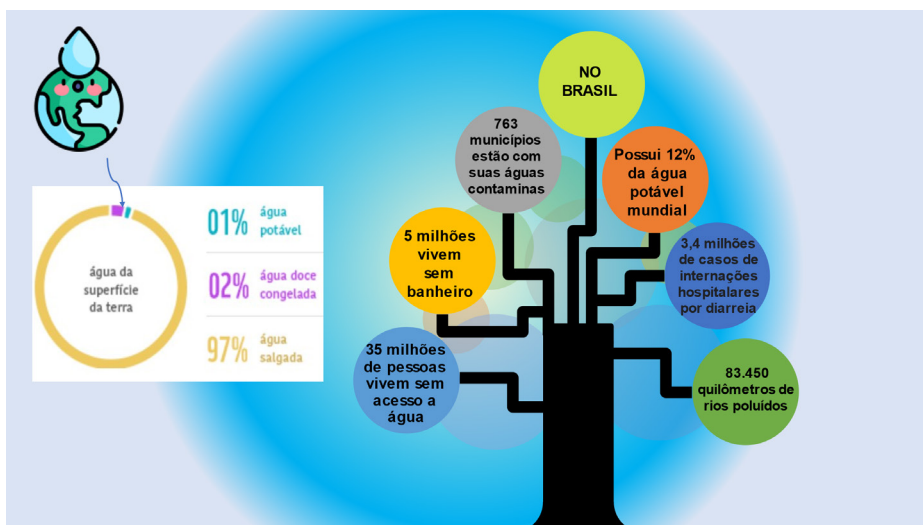 água da
superfície
da terra
01%
água
potável
02%
água doce
congelada
97%
água
salgada
NO
BRASIL
763
municípios
estão com
suas águas
contaminas
Possui 12%
da água
potável
mundial
5 milhões
vivem
sem
banheiro
3,4 milhões
de casos de
internações
hospitalares
por diarreia
35 milhões
de pessoas
vivem sem
acesso a
água
83.450
quilômetros de
rios poluídos